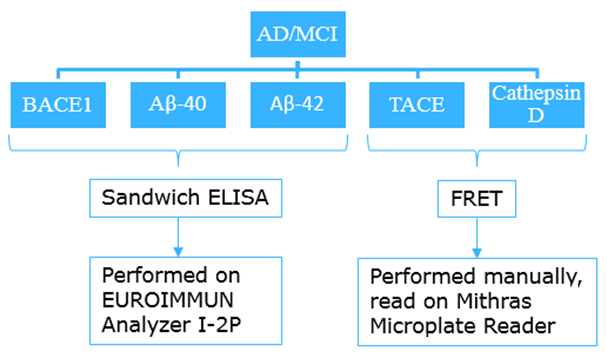 AD/MCI
BACE1
Aβ-40
Aβ-42
TACE
Cathepsin
D
Sandwich ELISA
FRET
Performed on
EUROIMMUN
Analyzer I-2P
Performed manually,
read on Mithras
Microplate Reader